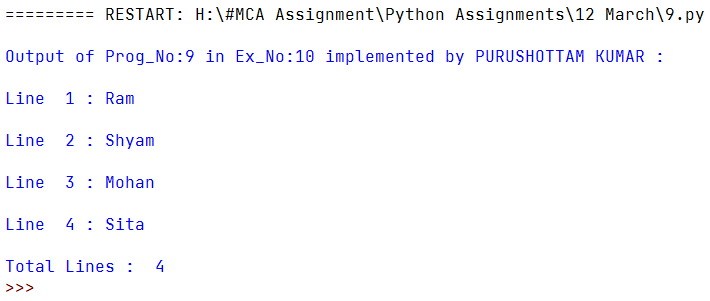 ========= RESTART: H:\#MCA Assignment\Python Assignments\12 March\9.py
Output of Prog_No:9 in Ex_No:10 implemented by PURUSHOTTAM KUMAR :
Line  1 : Ram
Line  2 : Shyam
Line  3 : Mohan
Line  4 : Sita
Total Lines :  4
>>>